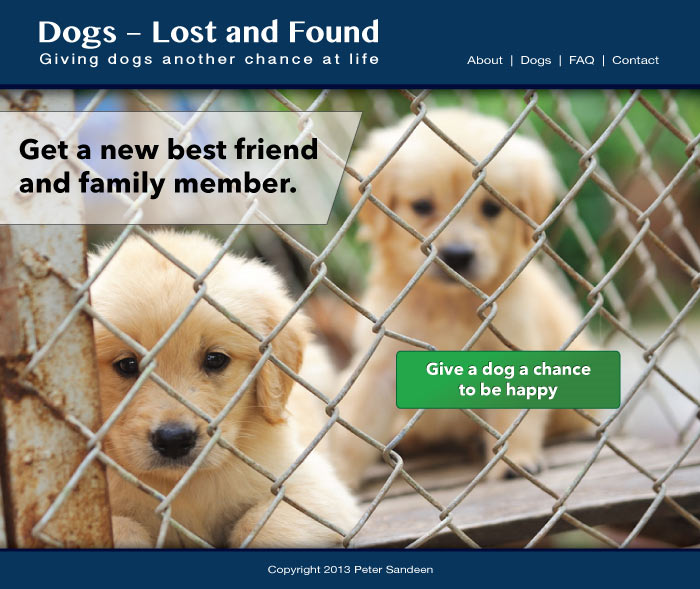 Dogs – Lost and Found
Giving dogs another chance at life
About | Dogs | FAQ | Contact
Get a new best friend
and family member.
Give a dog a chance
to be happy
Copyright 2013 Peter Sandeen